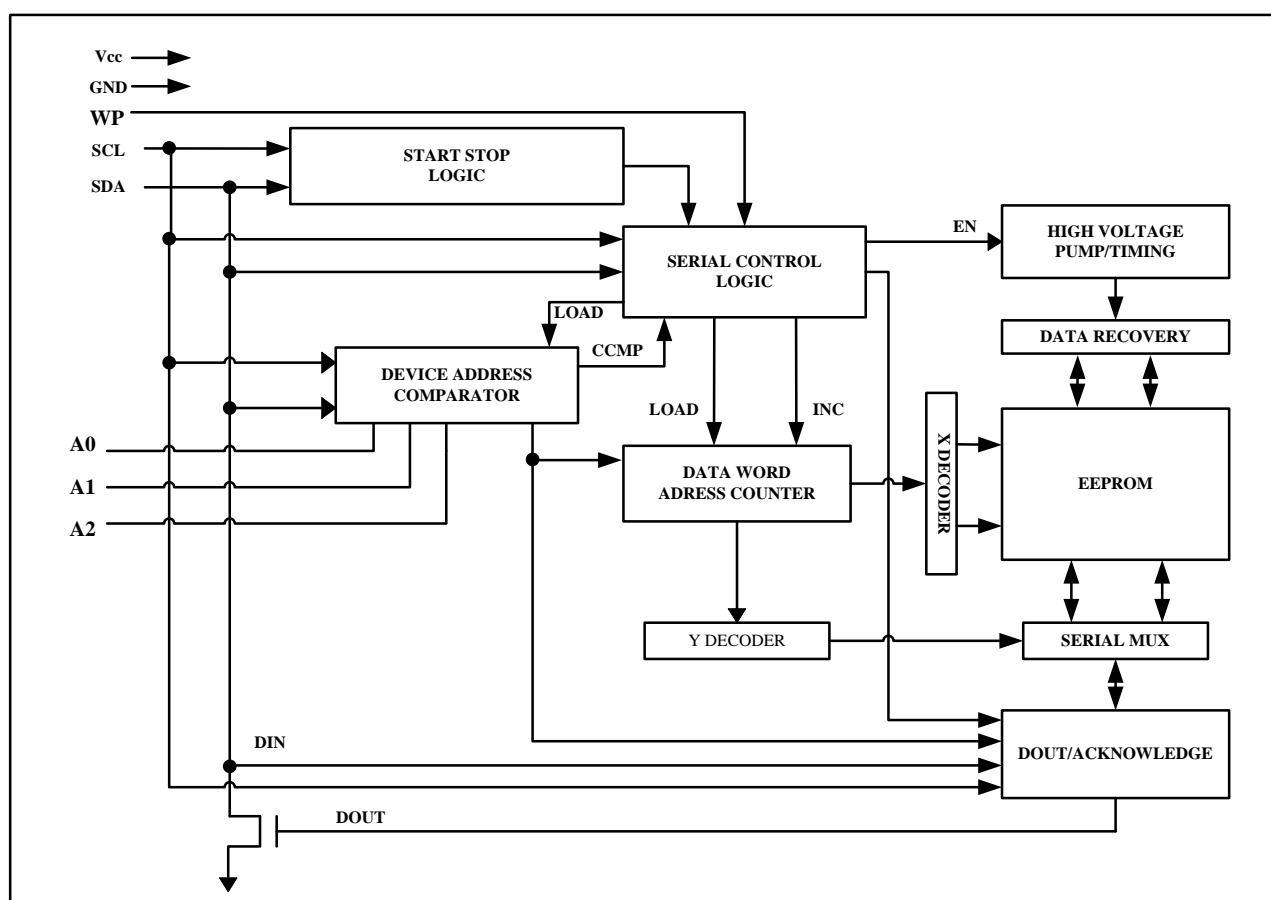 Vcc
GND
WP
SCL
SDA
START STOP
LOGIC
SERIAL CONTROL
LOGIC
EN
HIGH VOLTAGE
PUMP/TIMING
LOAD
CCMP
DATA RECOVERY
DEVICE ADDRESS
COMPARATOR
LOAD
INC
A0
A1
A2
DATA WORD
ADRESS COUNTER
X DECODER
EEPROM
Y DECODER
SERIAL MUX
DIN
DOUT/ACKNOWLEDGE
DOUT